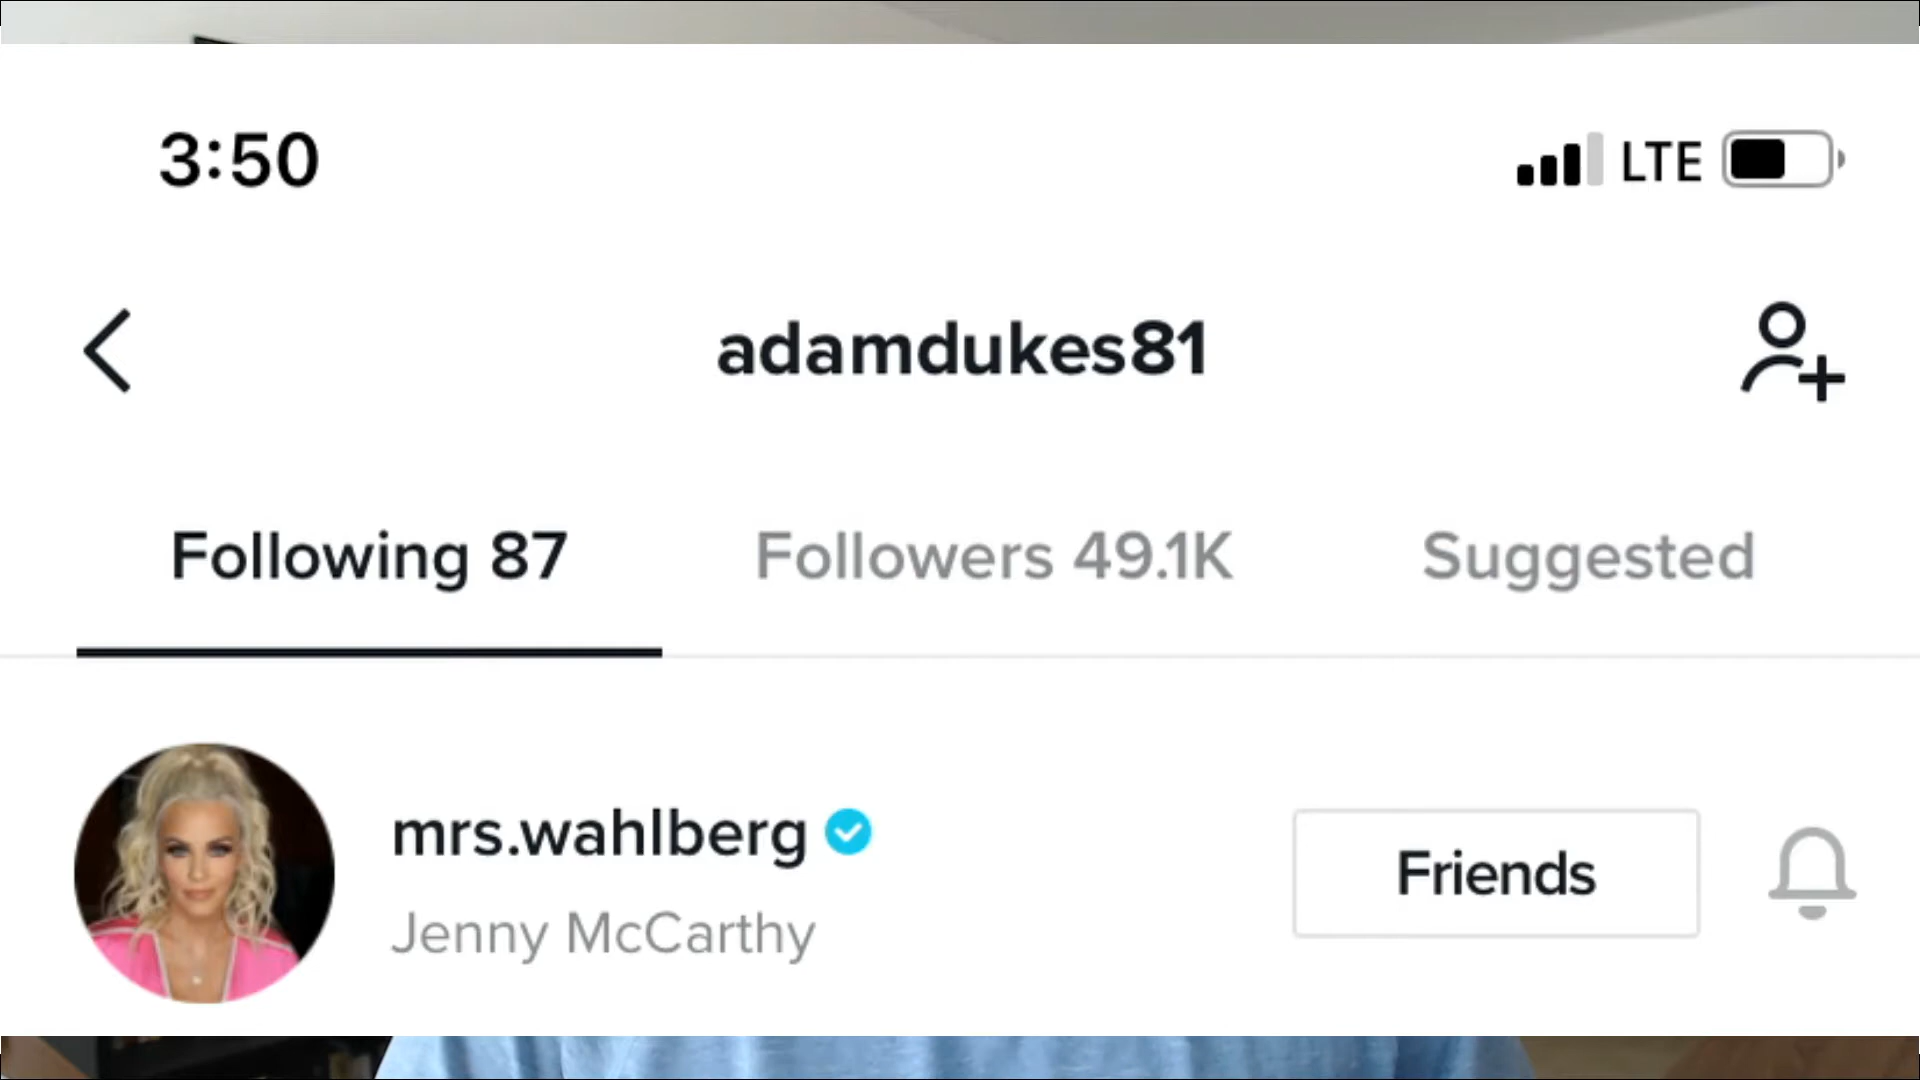 3:50 LTE
adamdukes81
Following 87 Followers 49.1K Suggested
mrs.wahlberg
Jenny McCarthy
Friends